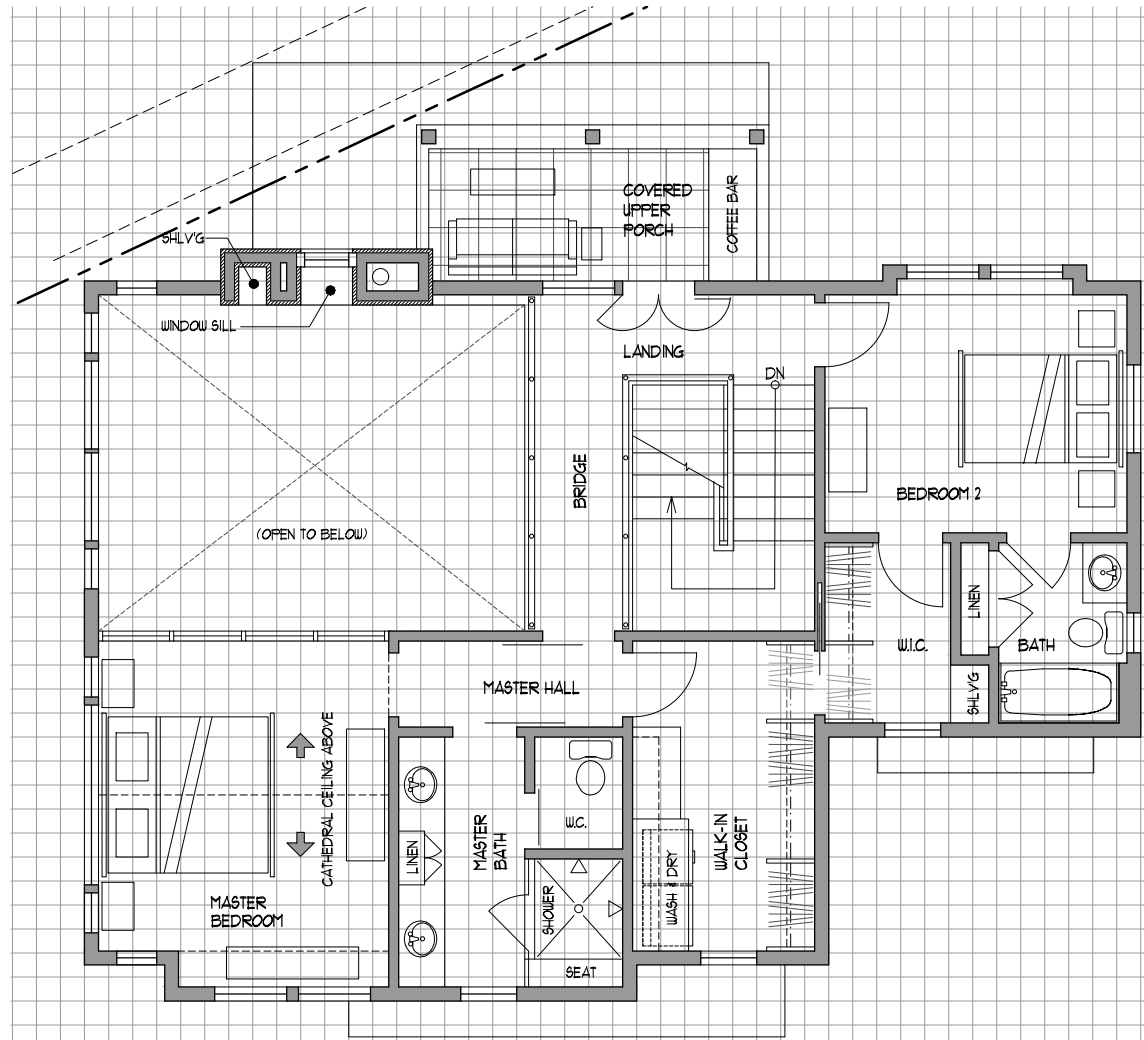 COVERED
UPPER
PORCH
COFFEE BAR
SHLV'G
WINDOW SILL
LANDING
DN
BRIDGE
BEDROOM 2
(OPEN TO BELOW)
LINEN
W.I.C.
BATH
SHLV'G
MASTER HALL
CATHEDRAL CEILING ABOVE
W.C.
MASTER
BATH
LINEN
WALK-IN
CLOSET
WASH & DRY
MASTER
BEDROOM
SHOWER
SEAT